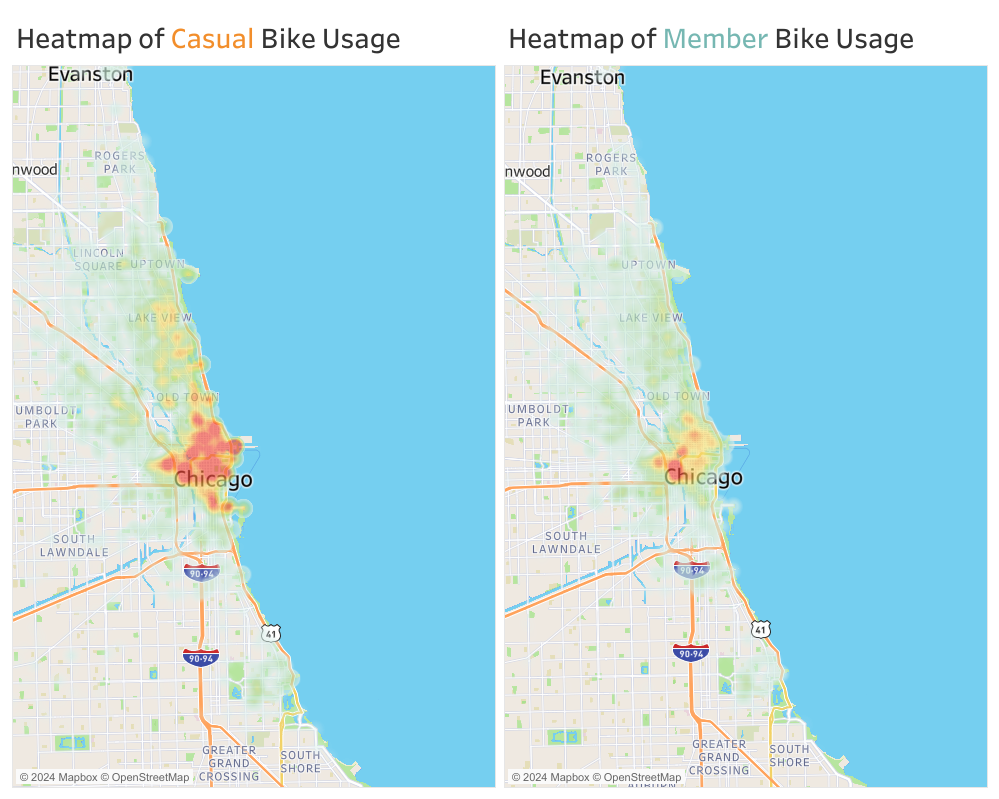 Heatmap of Casual Bike Usage
Evanston
ROGERS
PARK
nwood
LINCOLN
SQUARE
UPTOWN
LAKE VIEW
OLD TOWN
UMBOLDT
PARK
Chicago
SOUTH
LAWNDALE
90-94
41
90-94
GREATER
GRAND
CROSSING
SOUTH
SHORE
© 2024 Mapbox © OpenStreetMap
Heatmap of Member Bike Usage
Evanston
ROGERS
PARK
nwood
UPTOWN
LAKE VIEW
OLD TOWN
UMBOLDT
PARK
Chicago
SOUTH
LAWNDALE
90-94
41
90-94
GREATER
GRAND
CROSSING
SOUTH
SHORE
© 2024 Mapbox © OpenStreetMap